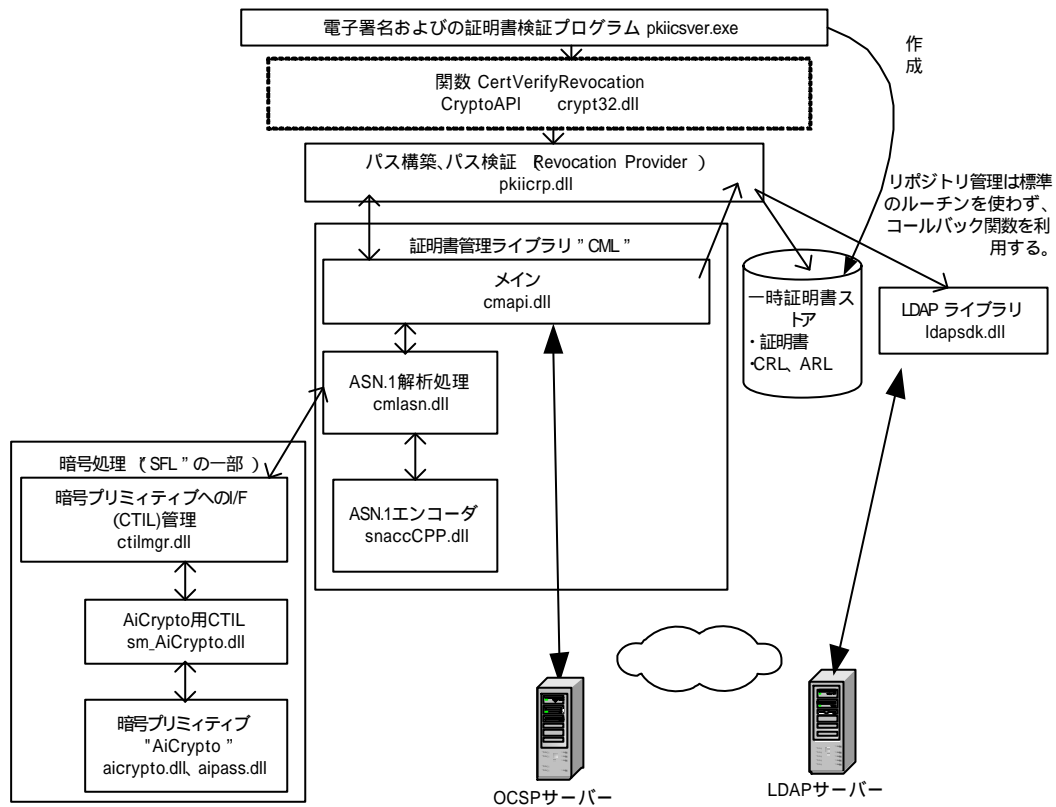 電子署名およびの証明書検証プログラム pkiicsver.exe
作
成
関数 CertVerifyRevocation
CryptoAPI crypt32.dll
パス構築、パス検証 (Revocation Provider )
pkiicrp.dll
リポジトリ管理は標準
のルーチンを使わず、
コールバック関数を利
用する。
証明書管理ライブラリ " CML "
メイン
cmapi.dll
一時証明書ス
トア
・証明書
・CRL、ARL
LDAP ライブラリ
ldapsdk.dll
ASN.1解析処理
cmlasn.dll
暗号処理 (" SFL " の一部 )
暗号プリミィティブへのI/F
(CTIL)管理
ctilmgr.dll
ASN.1エンコーダ
snaccCPP.dll
AiCrypto用CTIL
sm_AiCrypto.dll
暗号プリミィティブ
"AiCrypto "
aicrypto.dll、aipass.dll
OCSPサーバー
LDAPサーバー